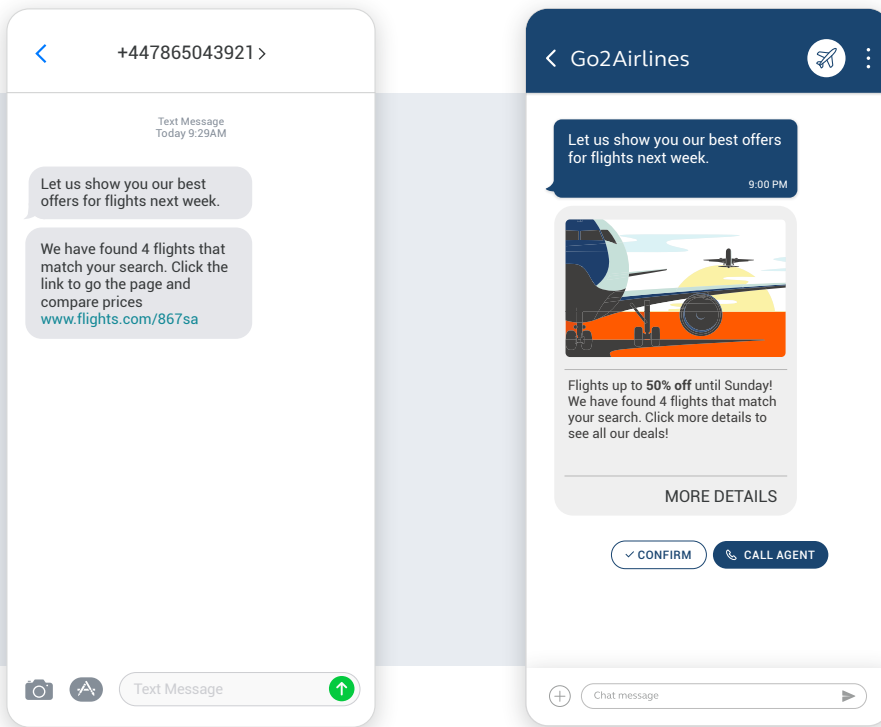 +447865043921
Text Message
Today 9:29AM
Let us show you our best
offers for flights next week.
We have found 4 flights that
match your search. Click the
link to go the page and
compare prices
www.flights.com/867sa
Text Message
Go2Airlines
Let us show you our best offers
for flights next week.
9:00 PM
Flights up to 50% off until Sunday!
We have found 4 flights that match
your search. Click more details to
see all our deals!
MORE DETAILS
CONFIRM
CALL AGENT
Chat message